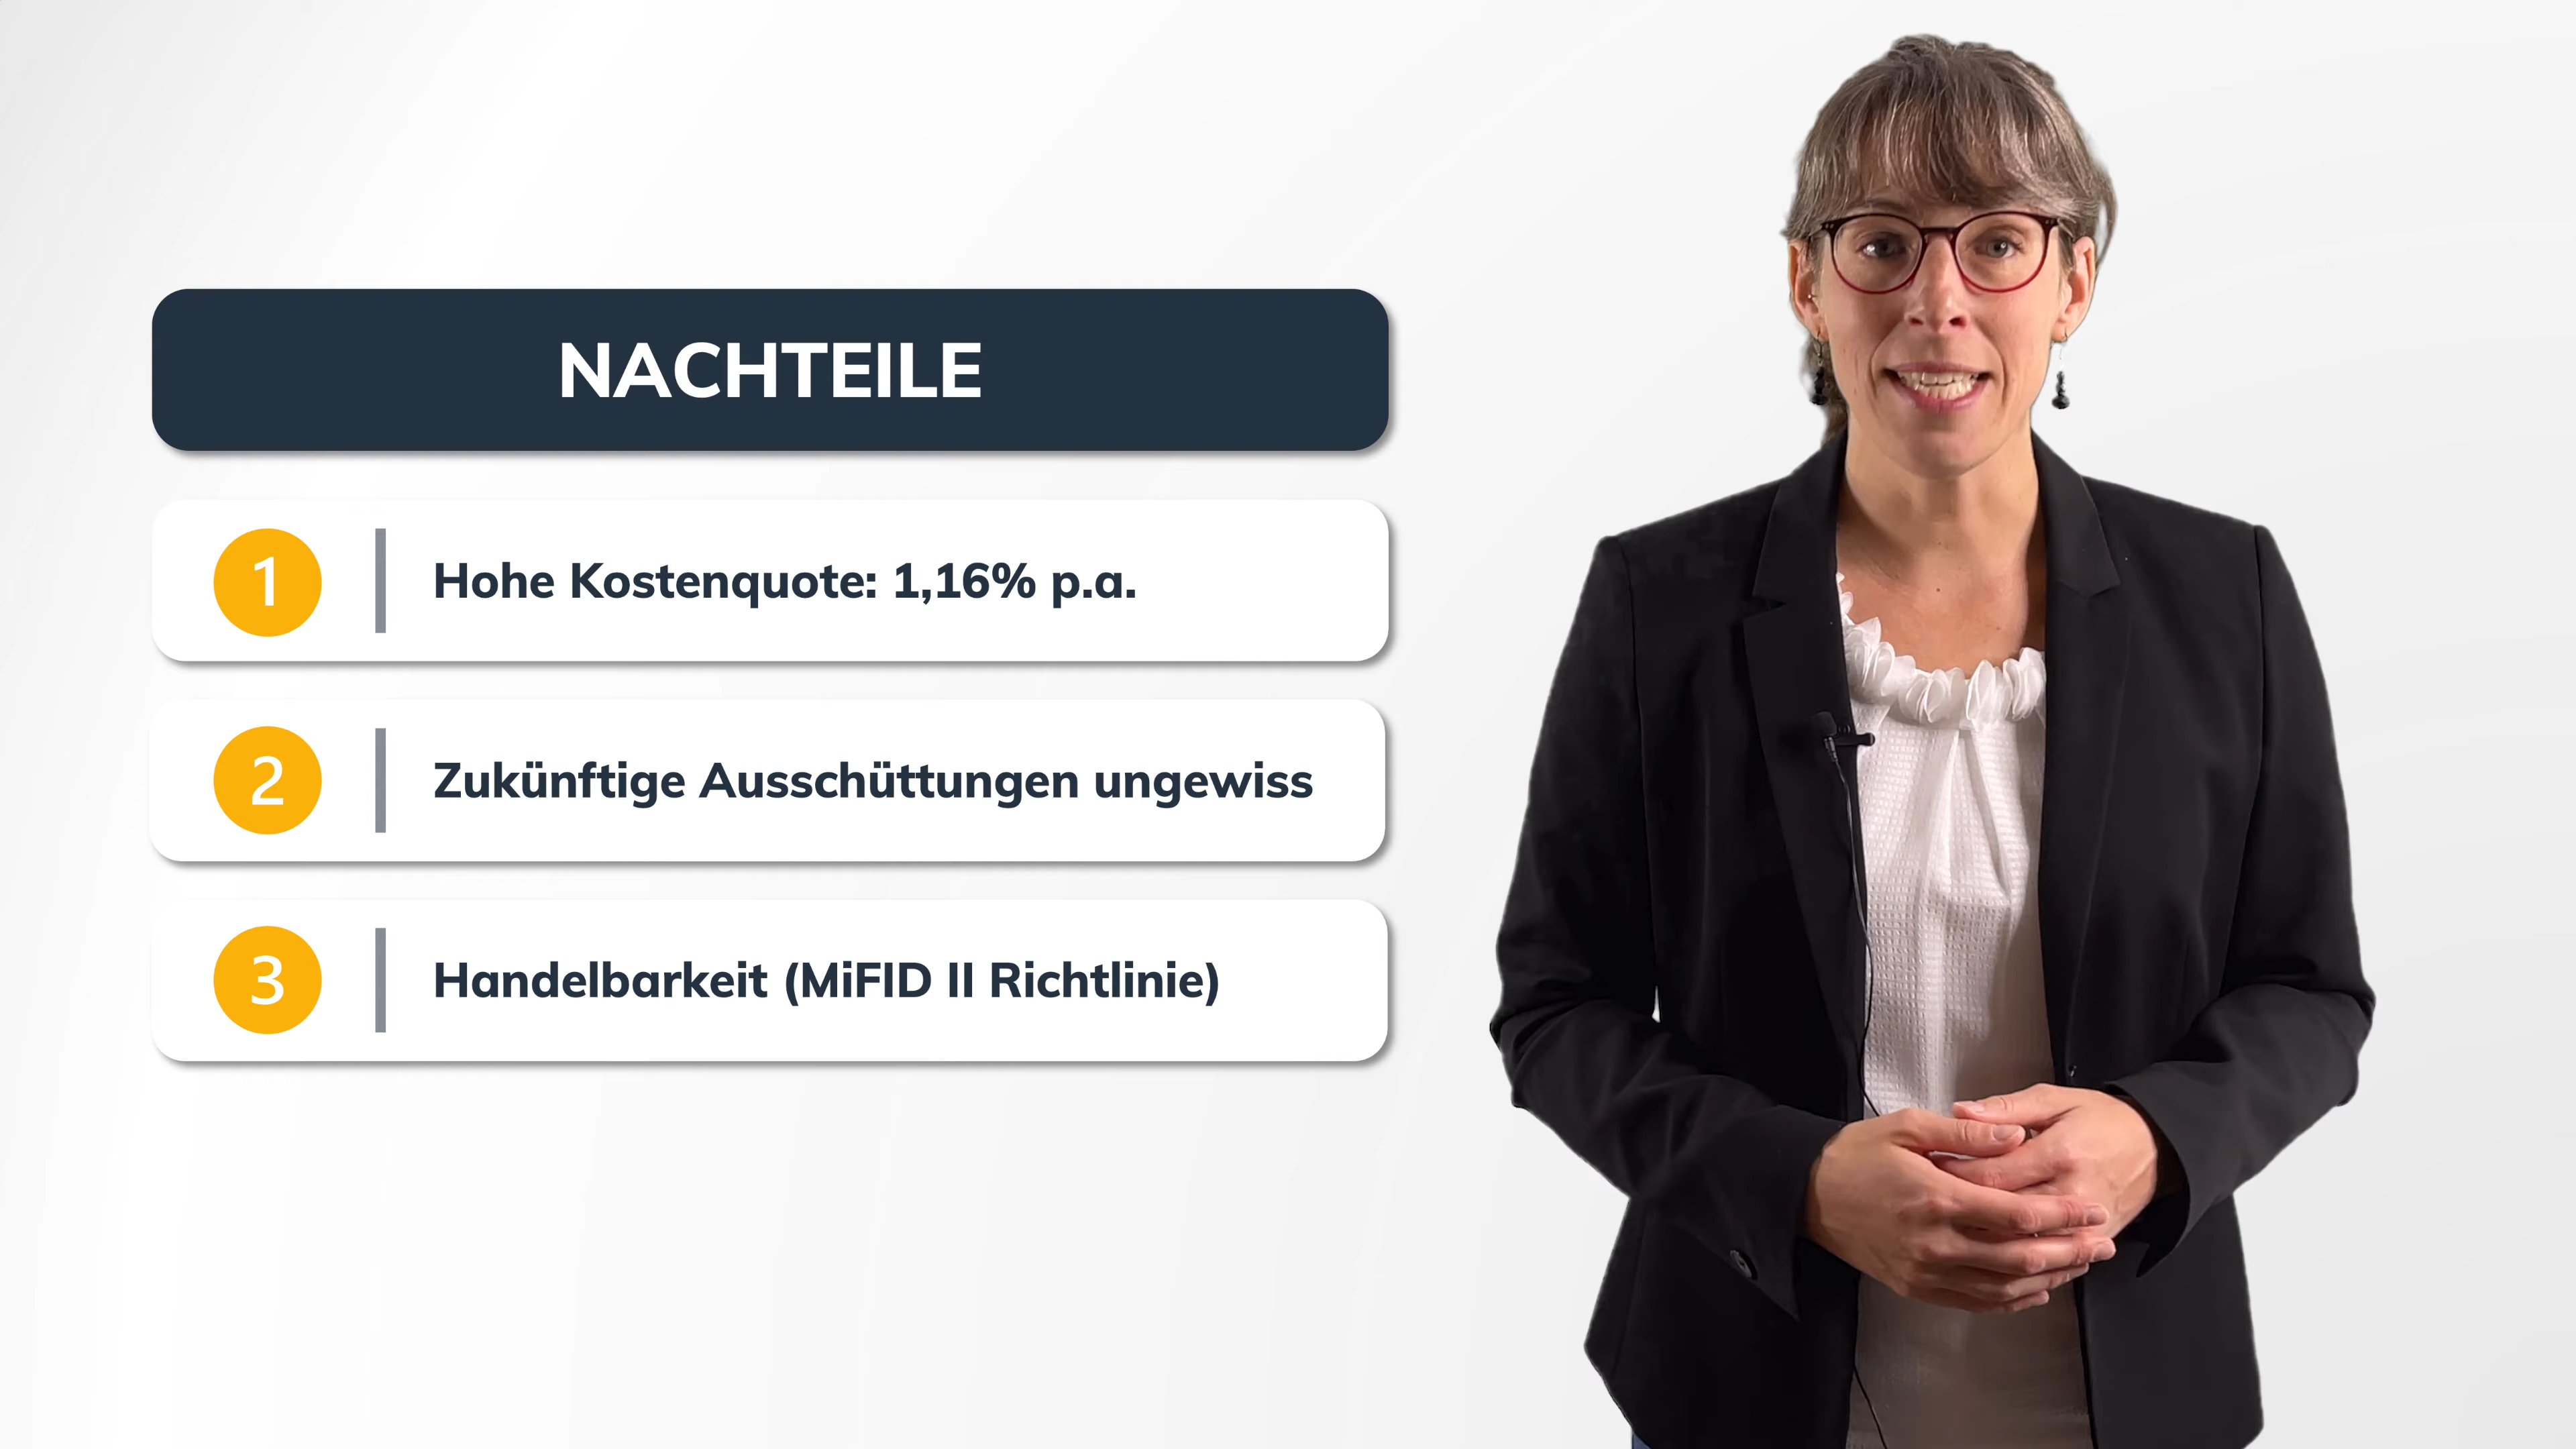 NACHTEILE
1
Hohe Kostenquote: 1,16% p.a.
2
Zukünftige Ausschüttungen ungewiss
3
Handelbarkeit (MiFID II Richtlinie)